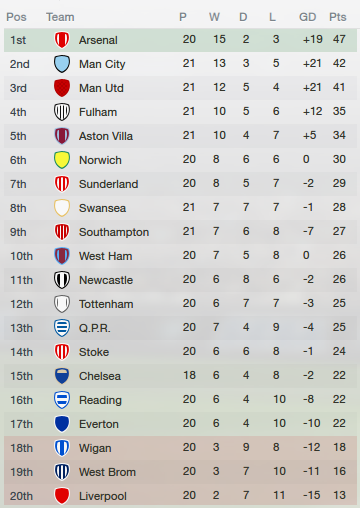 Pos Team P W D L GD Pts
1st Arsenal 20 15 2 3 +19 47
2nd Man City 21 13 3 5 +21 42
3rd Man Utd 21 12 5 4 +21 41
4th Fulham 21 10 5 6 +12 35
5th Aston Villa 21 10 4 7 +5 34
6th Norwich 20 8 6 6 0 30
7th Sunderland 20 8 5 7 -2 29
8th Swansea 21 7 7 7 -1 28
9th Southampton 21 7 6 8 -7 27
10th West Ham 20 7 5 8 0 26
11th Newcastle 20 6 8 6 -2 26
12th Tottenham 20 6 7 7 -3 25
13th Q.P.R. 20 7 4 9 -4 25
14th Stoke 20 6 6 8 -1 24
15th Chelsea 18 6 4 8 -2 22
16th Reading 20 6 4 10 -8 22
17th Everton 20 6 4 10 -10 22
18th Wigan 20 3 9 8 -12 18
19th West Brom 20 3 7 10 -11 16
20th Liverpool 20 2 7 11 -15 13